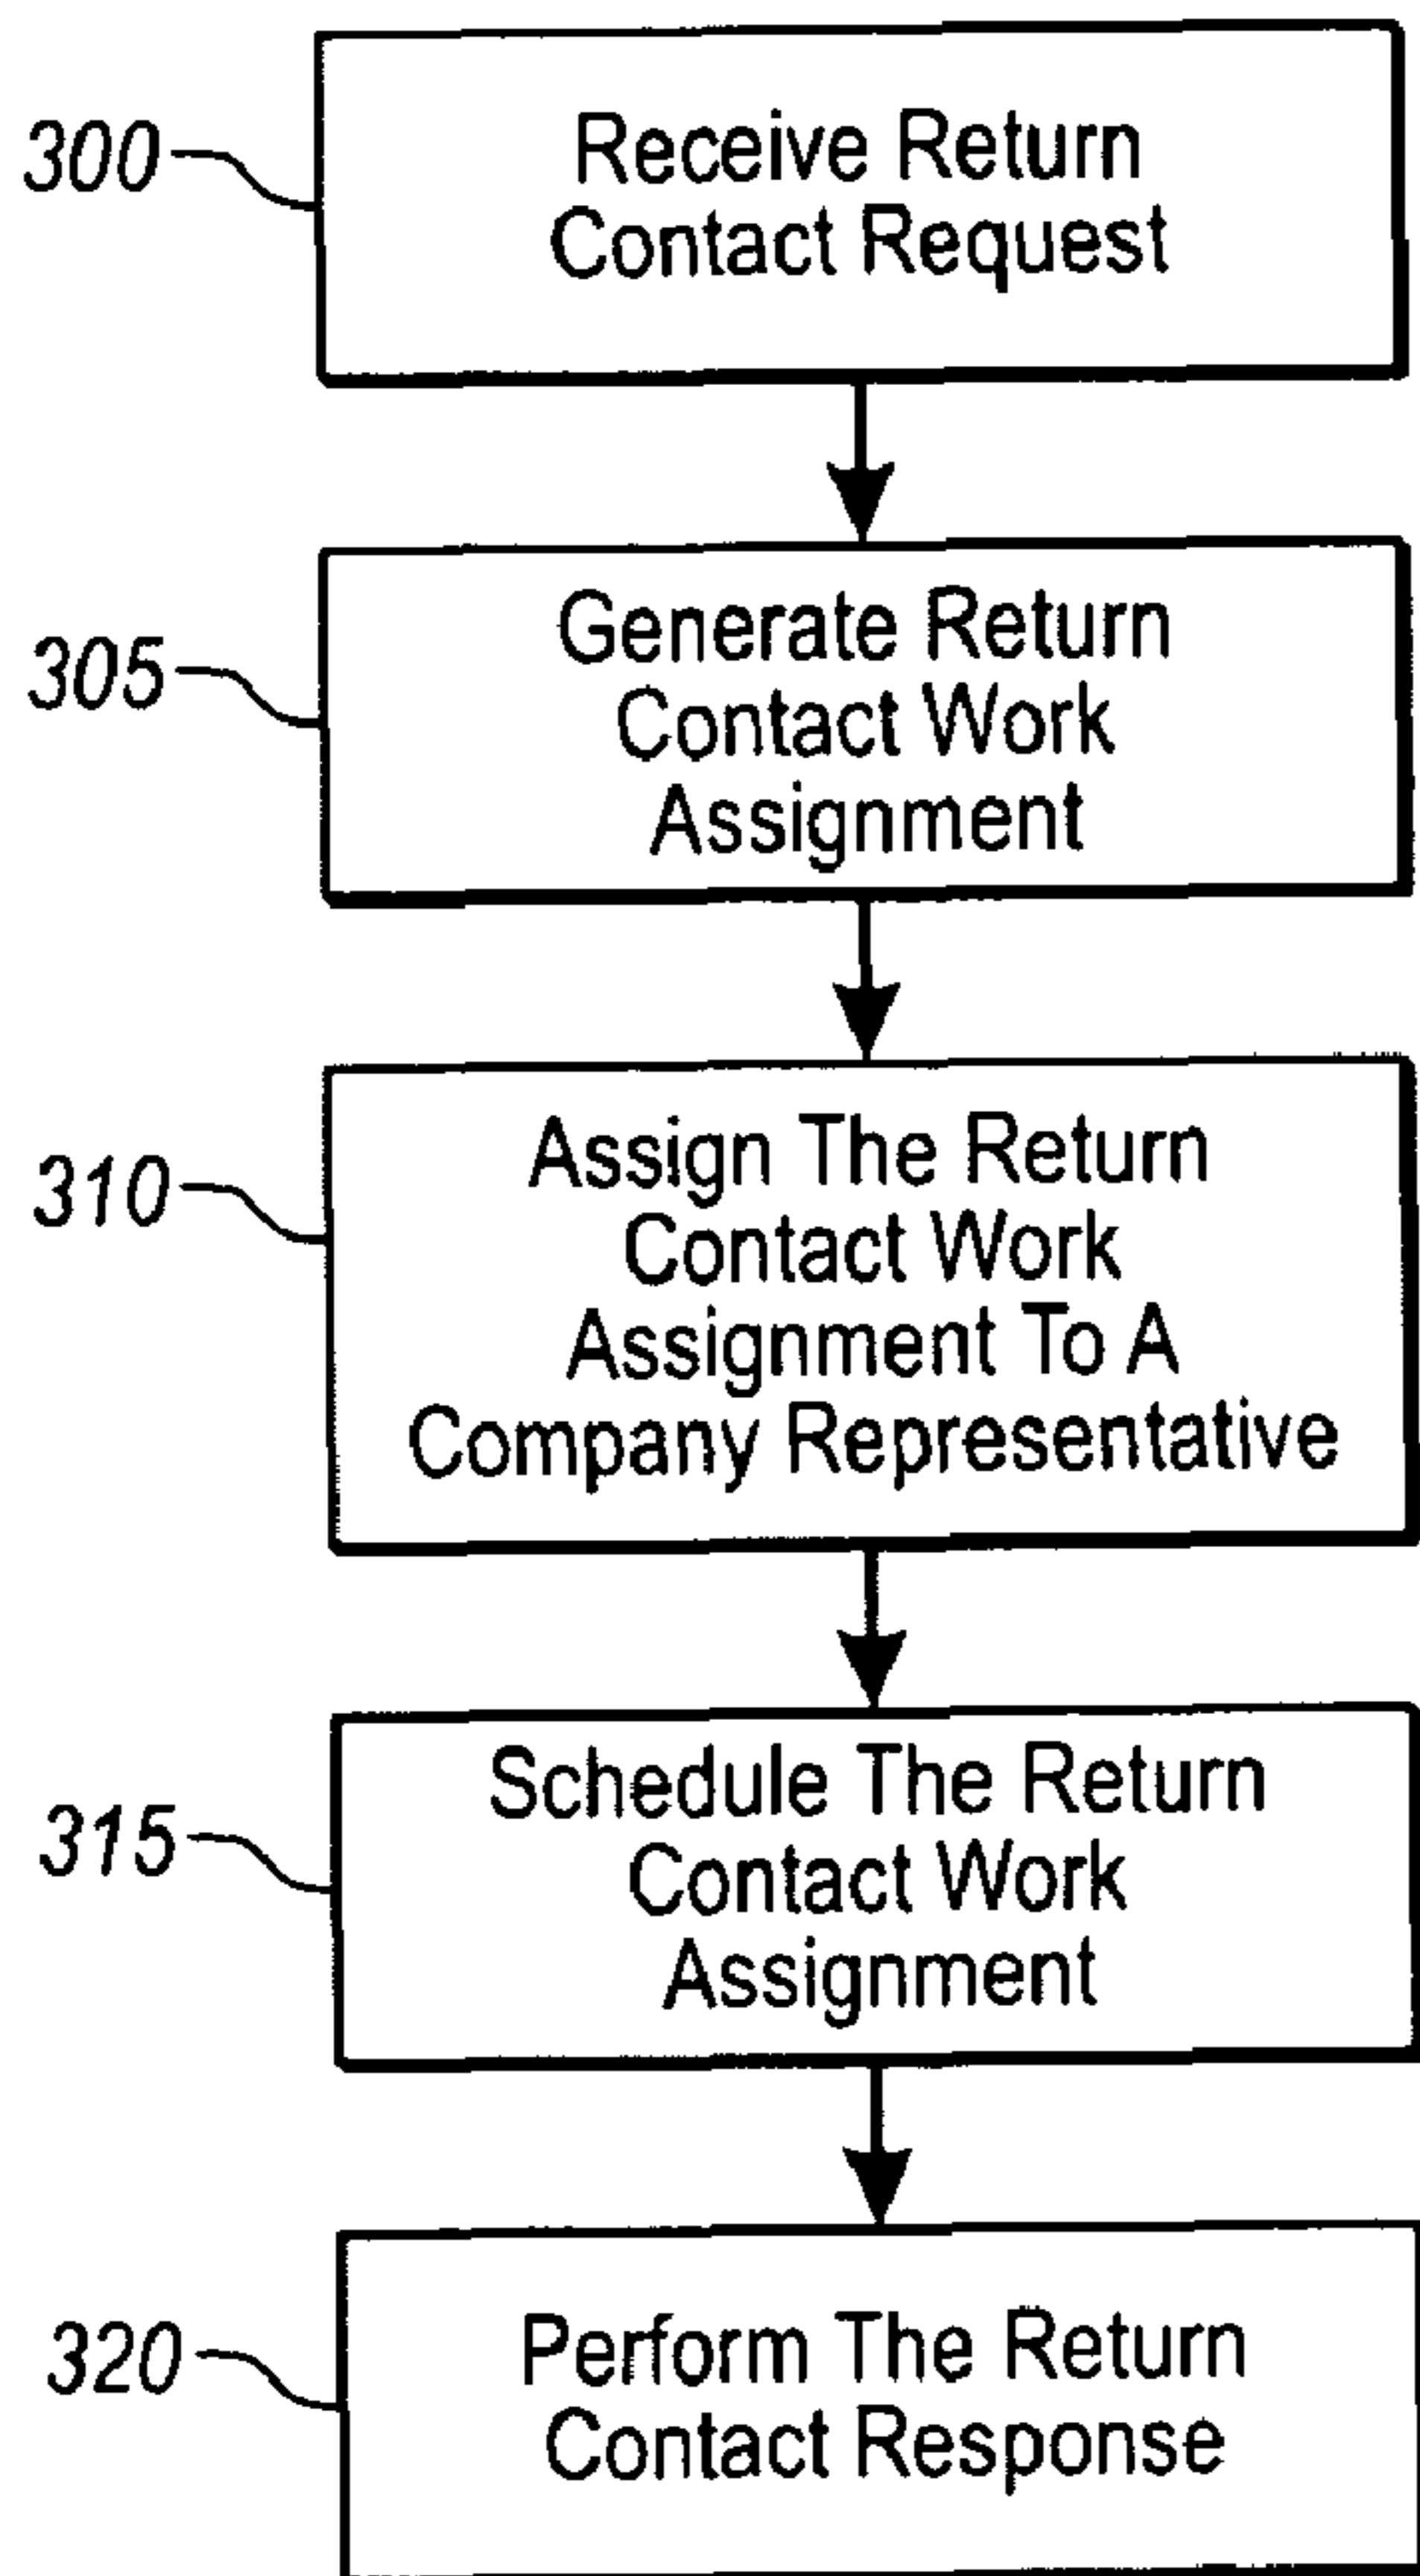 300
Receive Return
Contact Request
305
Generate Return
Contact Work
Assignment
310
Assign The Return
Contact Work
Assignment To A
Company Representative
315
Schedule The Return
Contact Work
Assignment
320
Perform The Return
Contact Response